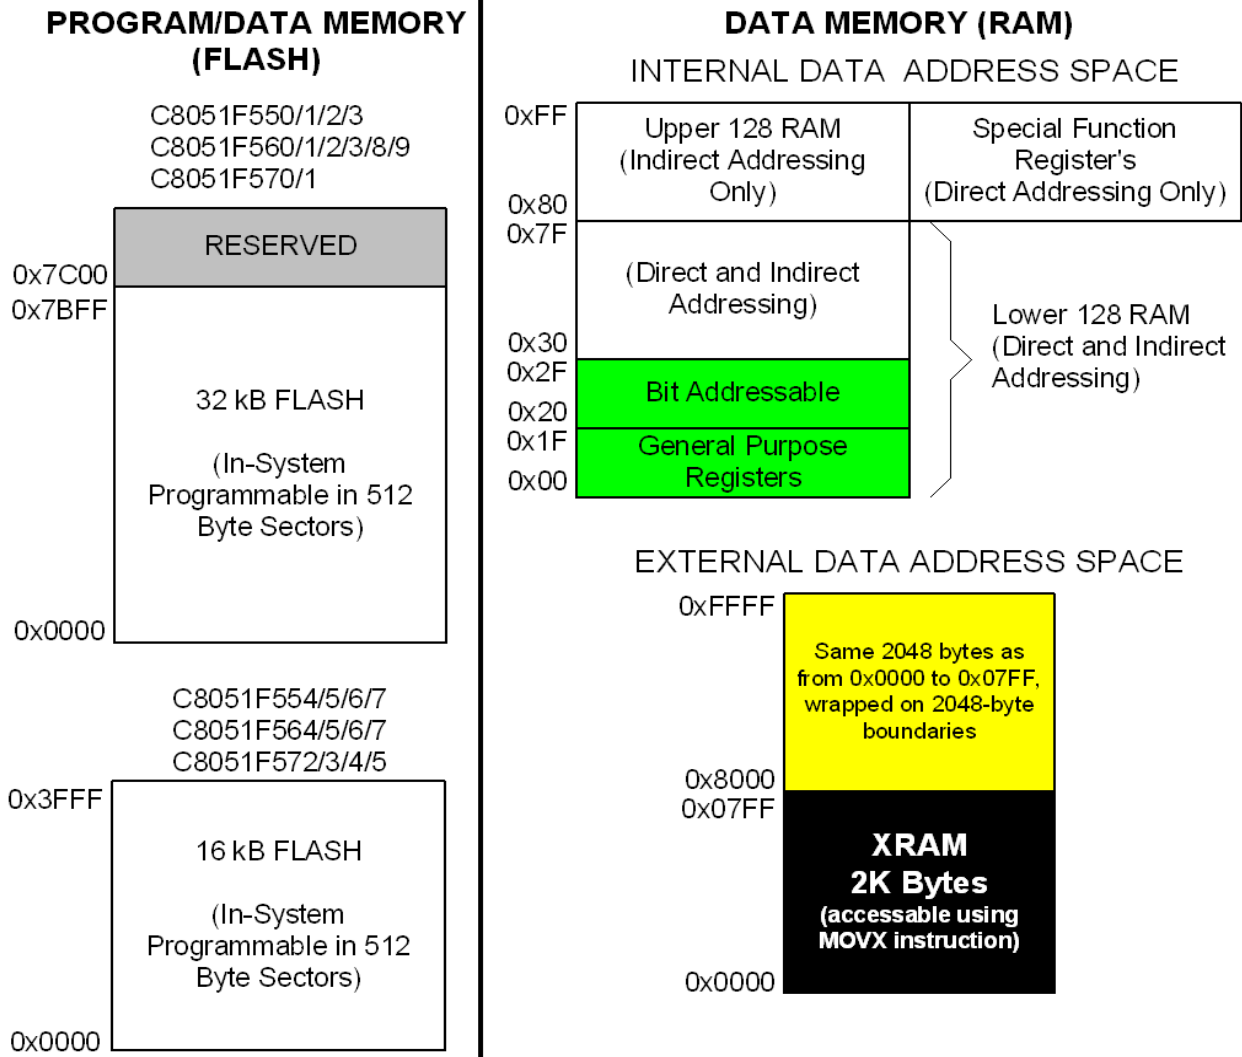 PROGRAM/DATA MEMORY
(FLASH)
C8051F550/1/2/3
C8051F560/1/2/3/8/9
C8051F570/1
RESERVED
0x7C00
0x7BFF
32 kB FLASH
(In-System
Programmable in 512
Byte Sectors)
0x0000
C8051F554/5/6/7
C8051F564/5/6/7
C8051F572/3/4/5
0x3FFF
16 kB FLASH
(In-System
Programmable in 512
Byte Sectors)
0x0000
DATA MEMORY (RAM)
INTERNAL DATA ADDRESS SPACE
0xFF
Upper 128 RAM
(Indirect Addressing
Only)
Special Function
Register's
(Direct Addressing Only)
0x80
0x7F
(Direct and Indirect
Addressing)
Lower 128 RAM
(Direct and Indirect
Addressing)
0x30
0x2F
Bit Addressable
0x20
0x1F
General Purpose
Registers
0x00
EXTERNAL DATA ADDRESS SPACE
0xFFFF
Same 2048 bytes as
from 0x0000 to 0x07FF,
wrapped on 2048-byte
boundaries
0x8000
0x07FF
XRAM
2K Bytes
(accessable using
MOVX instruction)
0x0000